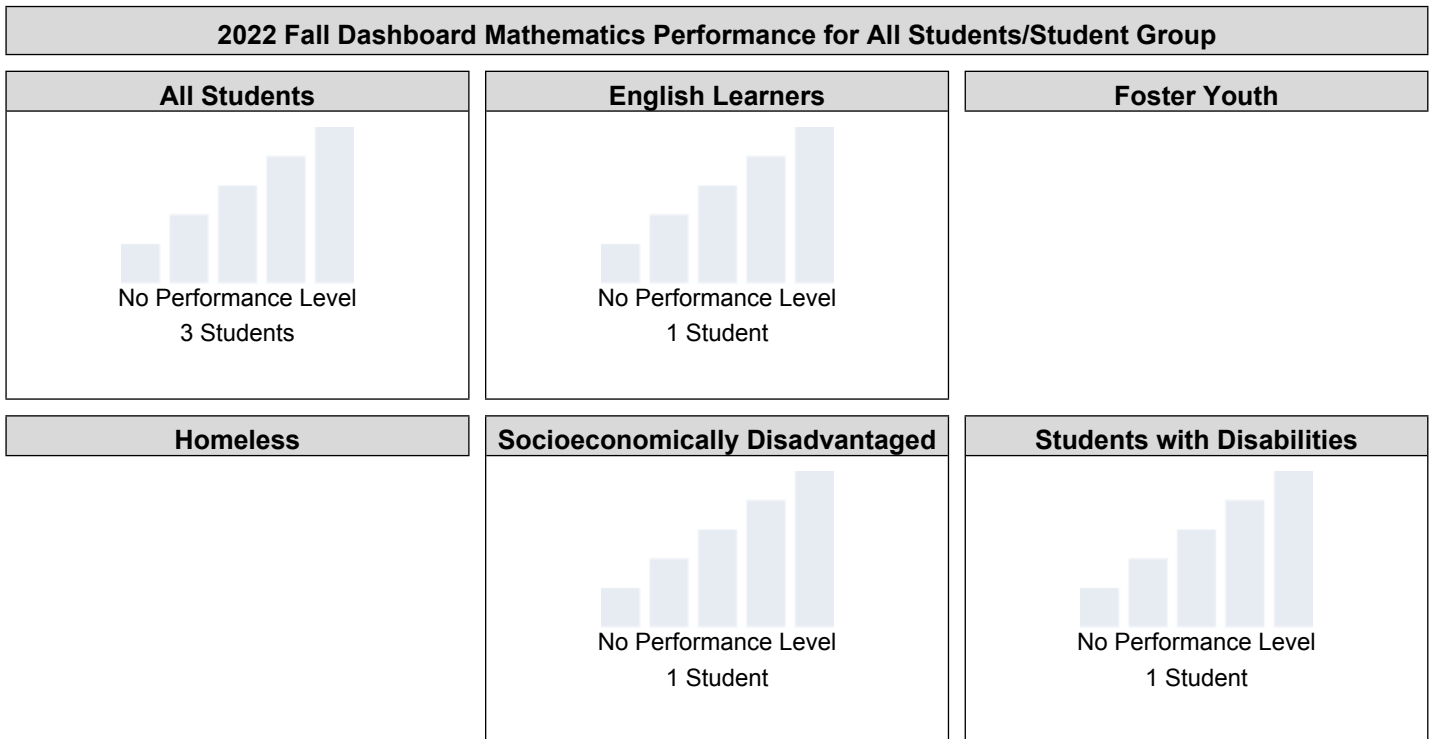 2022 Fall Dashboard Mathematics Performance for All Students/Student Group
All Students
No Performance Level
3 Students
English Learners
No Performance Level
1 Student
Foster Youth
Homeless
Socioeconomically Disadvantaged
No Performance Level
1 Student
Students with Disabilities
No Performance Level
1 Student